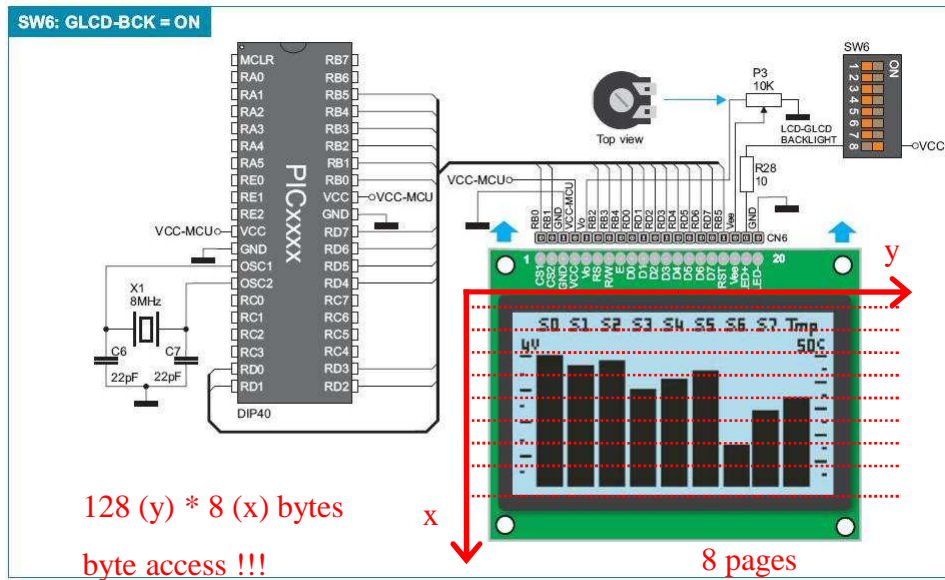 SW6: GLCD-BCK = ON
MCLR
RA0
RA1
RA2
RA3
RA4
RA5
RE0
RE1
RE2
VCC
GND
OSC1
OSC2
RC0
RC1
RC2
RC3
RD0
RD1
RB7
RB6
RB5
RB4
RB3
RB2
RB1
RB0
VCC
GND
RD7
RD6
RD5
RD4
RC7
RC6
RC5
RC4
RD3
RD2
PICxxxx
DIP40
VCC-MCU
VCC-MCU
X1
8MHz
C6
C7
22pF
22pF
Top view
P3
10K
SW6
ON
1
2
3
4
5
6
7
8
VCC
LCD-GLCD
BACKLIGHT
R28
10
VCC-MCU
RB0
RB1
GND
VCC-MCU
Vo
RB2
RB3
RB4
RD0
RD1
RD2
RD3
RD4
RD5
RD6
RD7
RB5
Vee
GND
CN6
1
20
CS1
CS2
GND
VCC
Vo
RS
R/W
E
D0
D1
D2
D3
D4
D5
D6
D7
RST
Vee
LED+
LED-
y
S0 S1 S2 S3 S4 S5 S6 S7 Tmp
4V
50C
x
128 (y) * 8 (x) bytes
byte access !!!
8 pages